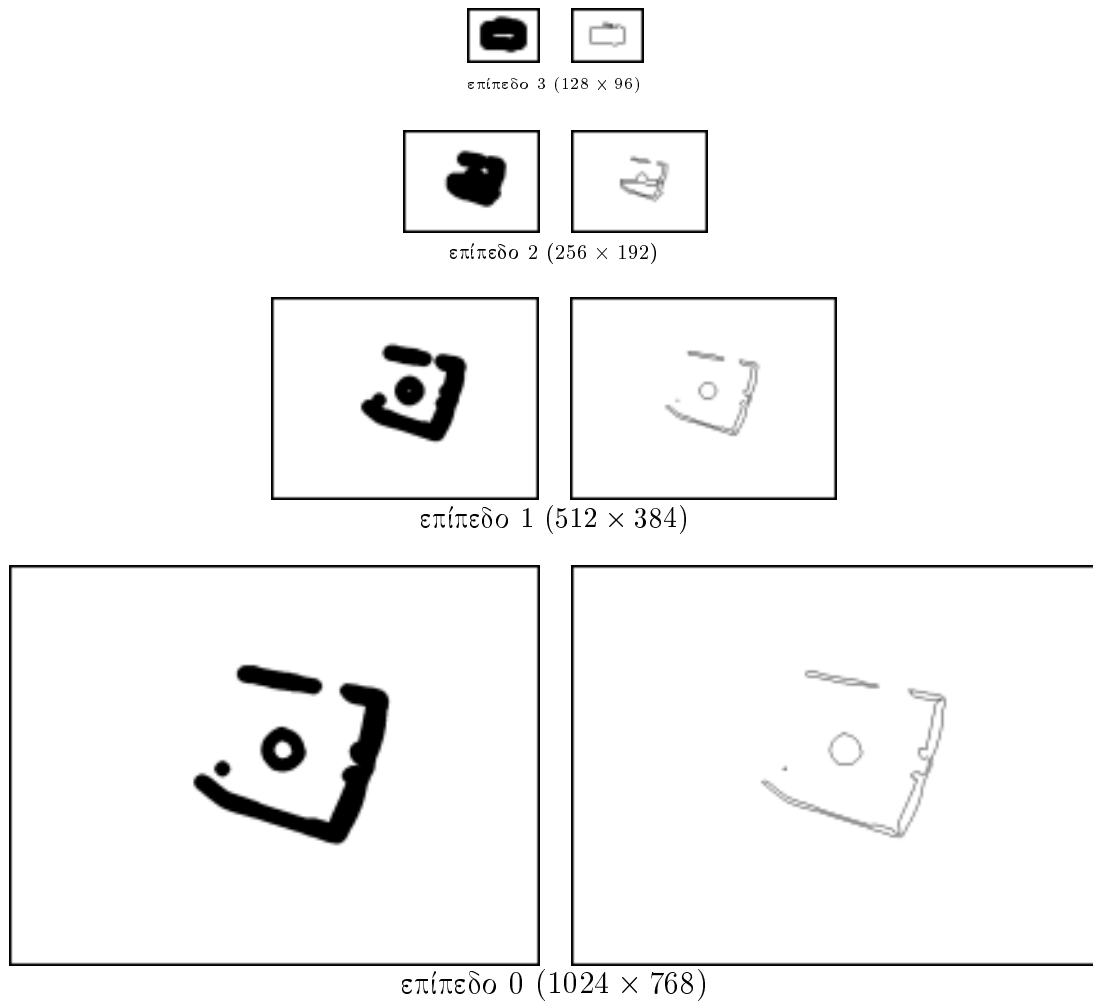 επίπεδο 3 (128 × 96)
επίπεδο 2 (256 × 192)
επίπεδο 1 (512 × 384)
επίπεδο 0 (1024 × 768)